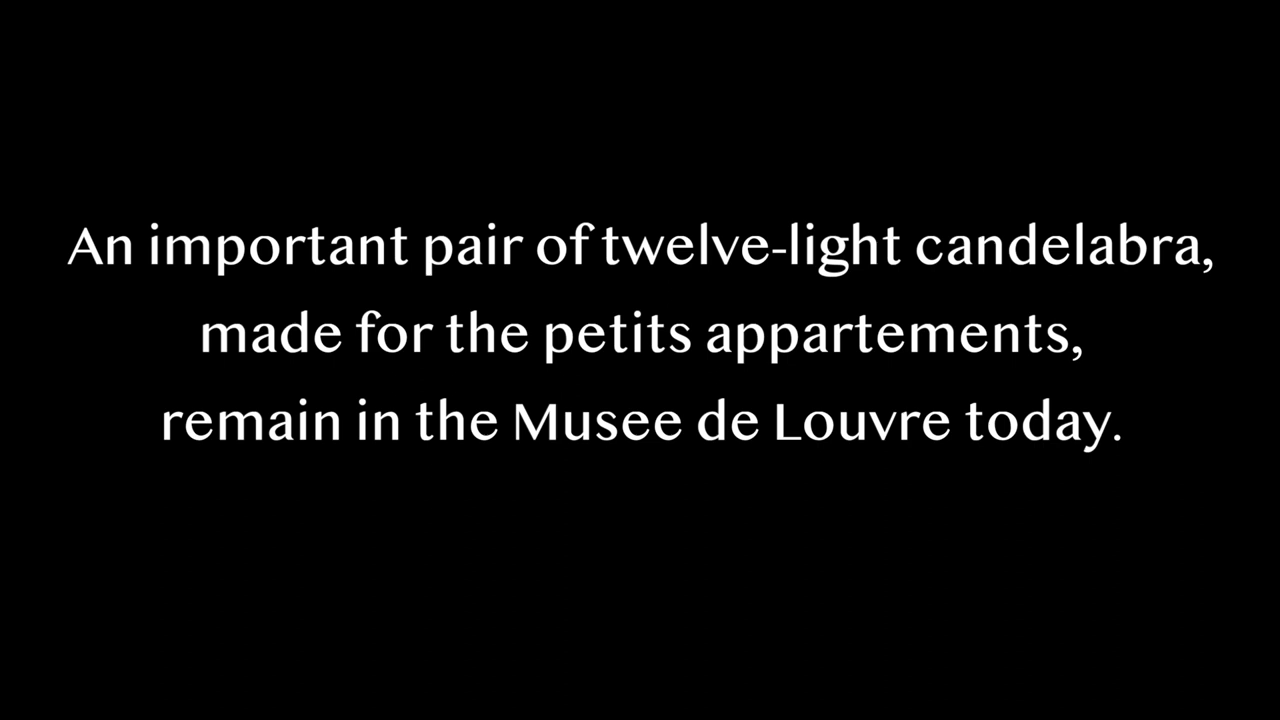 An important pair of twelve-light candelabra,
made for the petits appartements,
remain in the Musee de Louvre today.